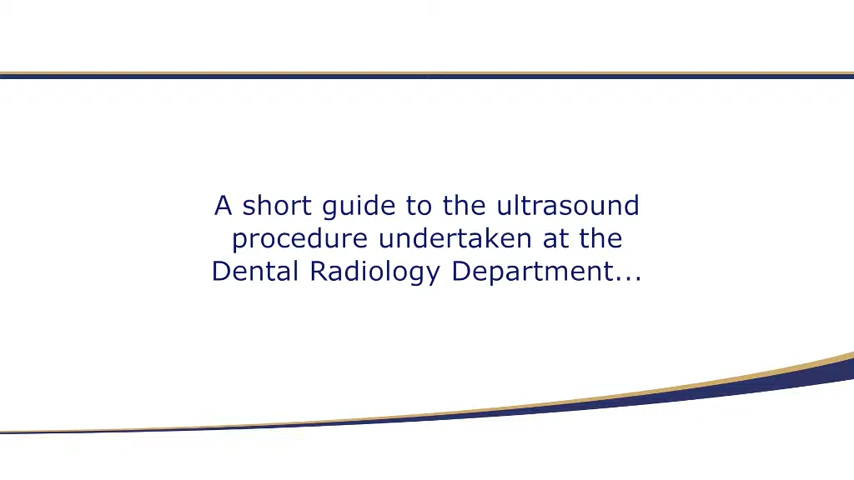 A short guide to the ultrasound
procedure undertaken at the
Dental Radiology Department...